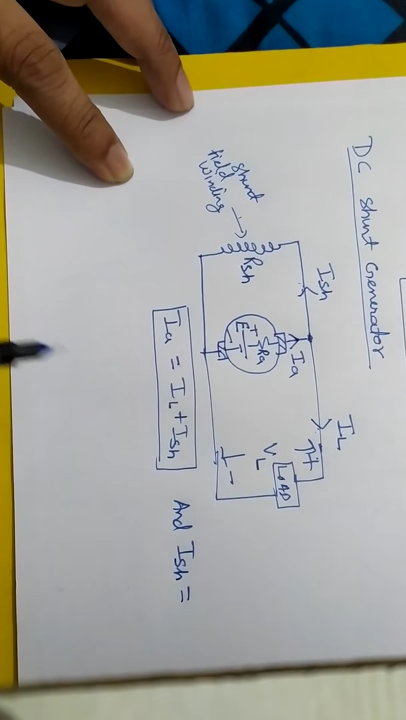 DC Shunt Generator
Ish
IL
Shunt
field
winding
Rsh
Ia
Ra
E
+
-
VL
LOAD
+
-
Ia = IL + Ish
And Ish =